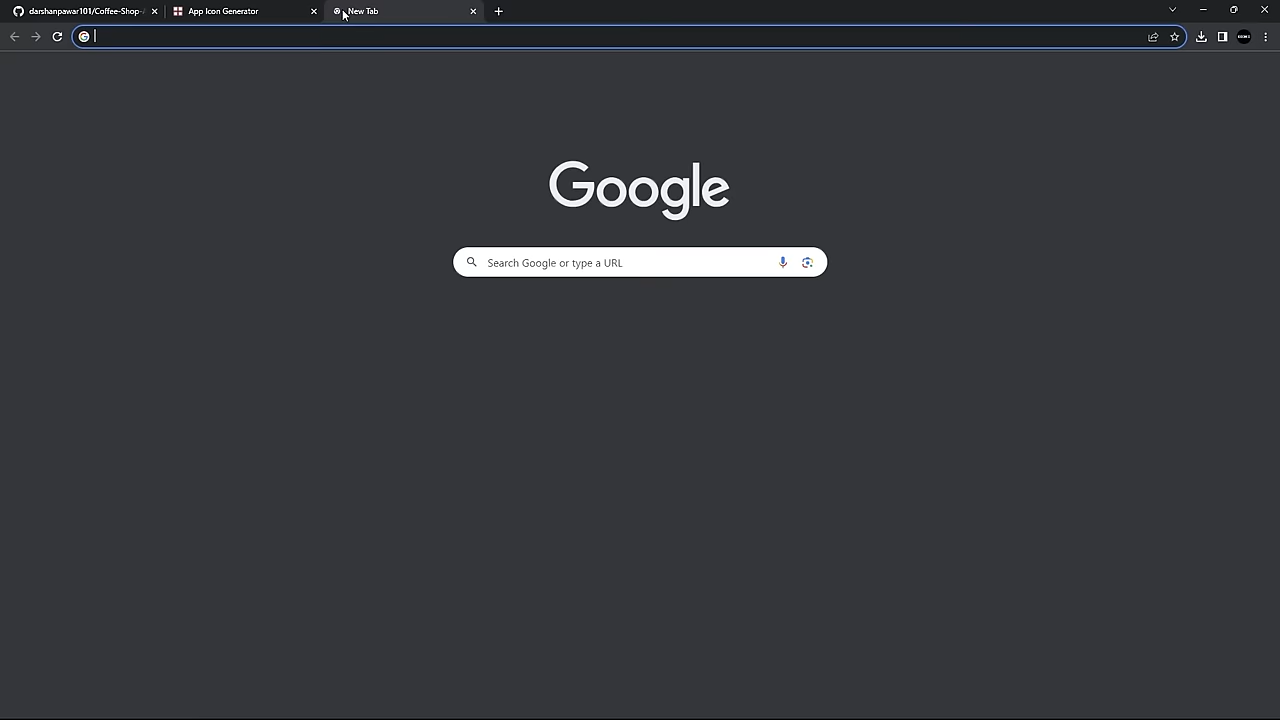 darshanpawar101/Coffee-Shop-
App Icon Generator
New Tab
Google
Search Google or type a URL